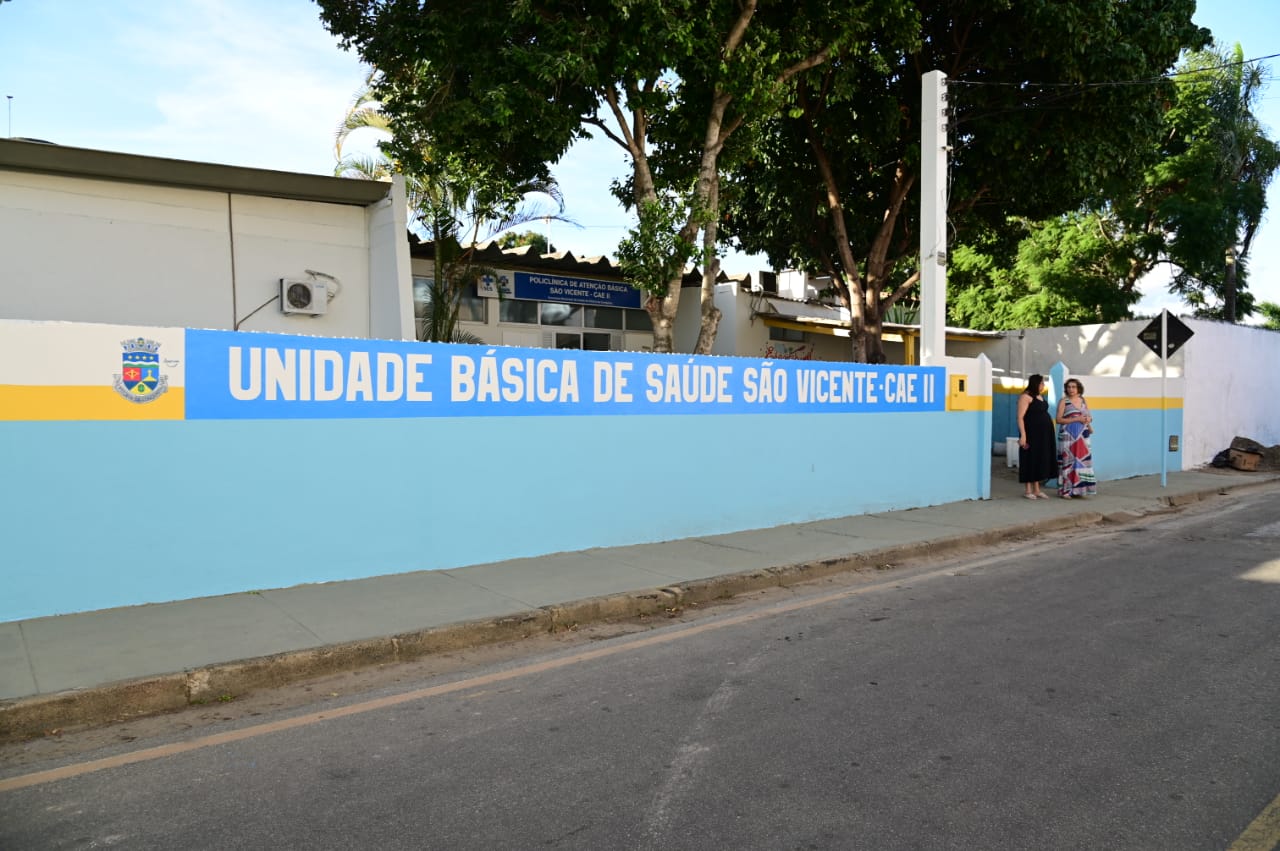 POLICLÍNICA DE ATENÇÃO BÁSICA
SÃO VICENTE - CAE II
UNIDADE BÁSICA DE SAÚDE SÃO VICENTE-CAE II